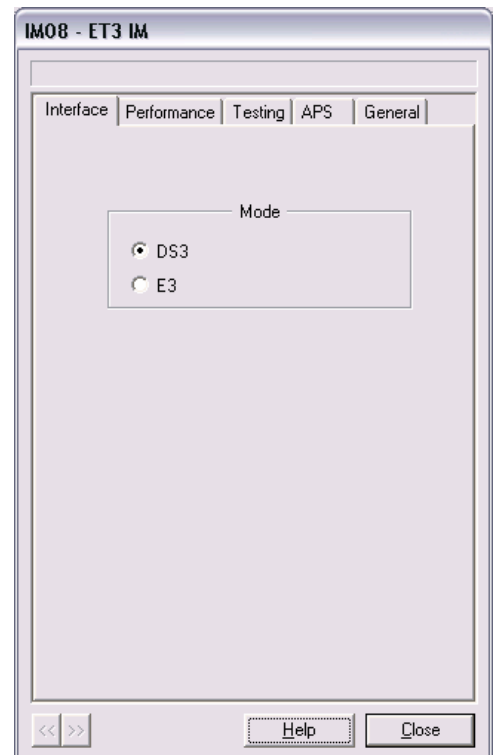 IM08 - ET3 IM
Interface Performance Testing APS General
Mode
DS3
E3
<< >> Help Close